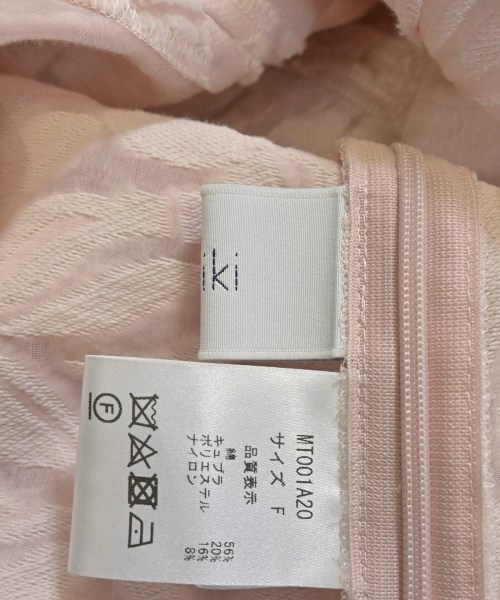 MT001A20
サイズ F
品質表示
綿 56%
キュプラ 20%
ポリエステル 16%
ナイロン 8%
F